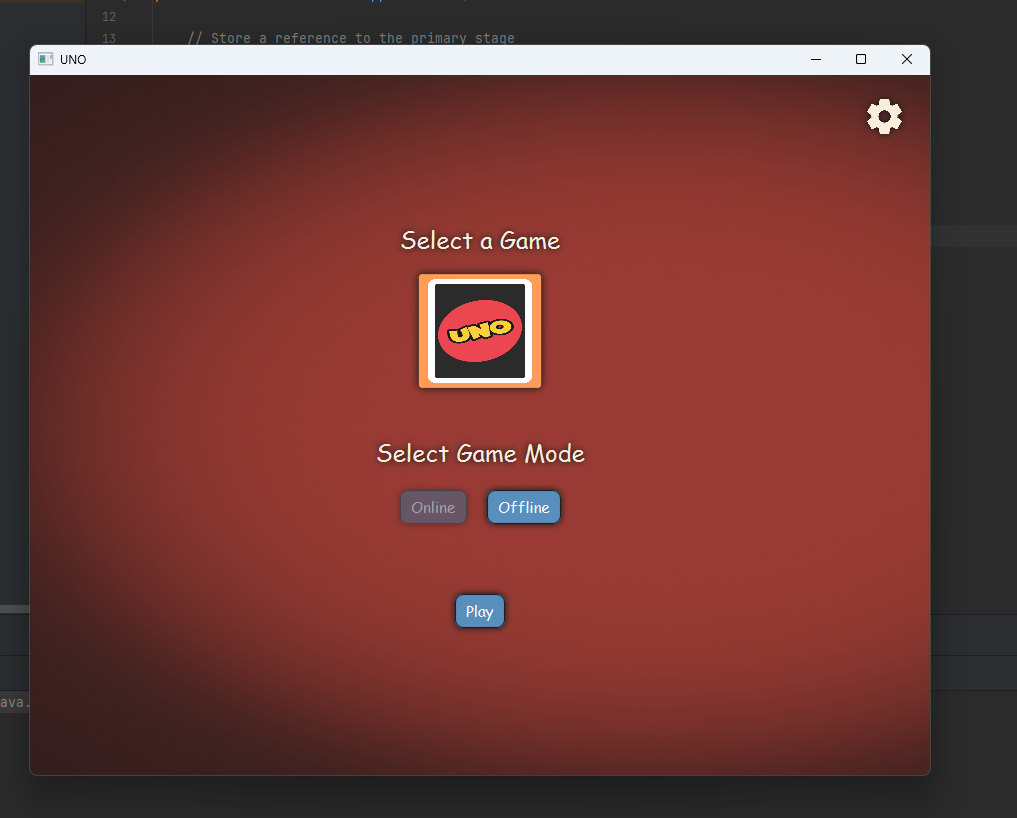 12
13 // Store a reference to the primary stage
UNO
Select a Game
UNO
Select Game Mode
Online Offline
Play
ava.